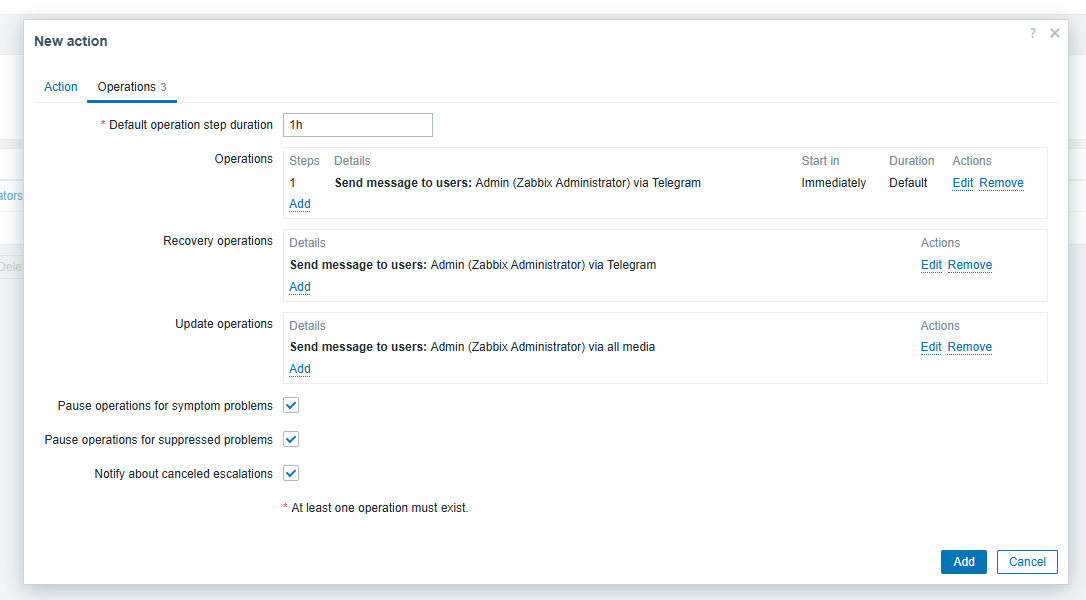 New action
?
Action Operations 3
* Default operation step duration 1h
Operations
Steps Details Start in Duration Actions
1 Send message to users: Admin (Zabbix Administrator) via Telegram Immediately Default Edit Remove
Add
Recovery operations
Details Actions
Send message to users: Admin (Zabbix Administrator) via Telegram Edit Remove
Add
Update operations
Details Actions
Send message to users: Admin (Zabbix Administrator) via all media Edit Remove
Add
Pause operations for symptom problems
Pause operations for suppressed problems
Notify about canceled escalations
* At least one operation must exist.
Add Cancel
ators
Dele